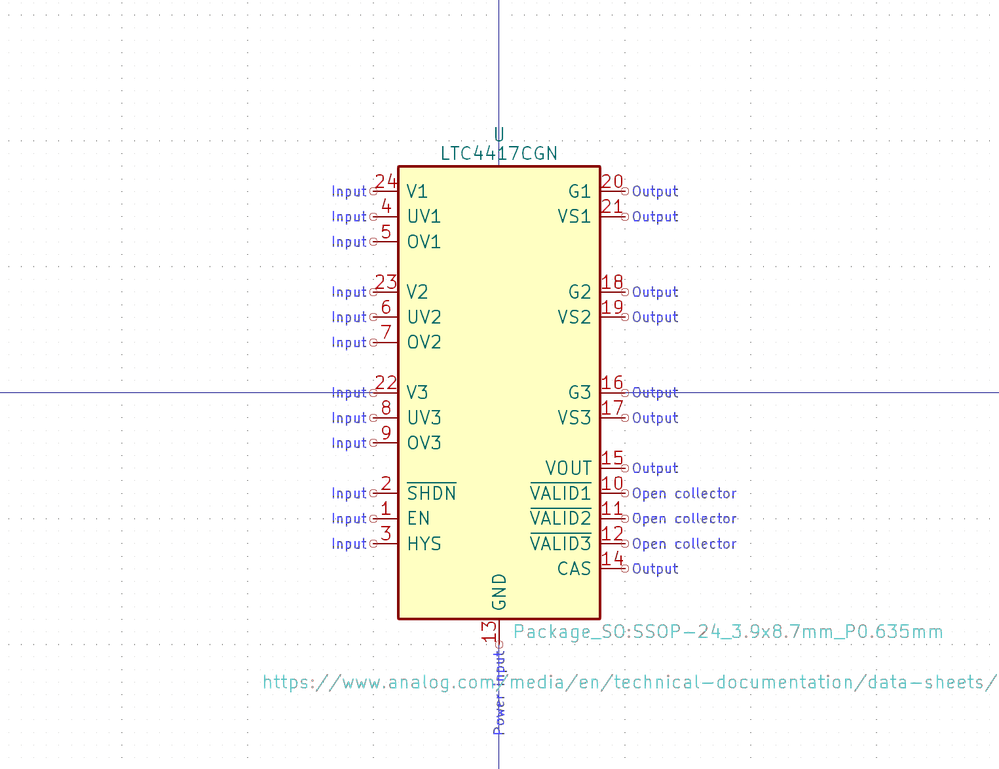 U
LTC4417CGN
Input 24 V1 G1 20 Output
Input 4 UV1 VS1 21 Output
Input 5 OV1
Input 23 V2 G2 18 Output
Input 6 UV2 VS2 19 Output
Input 7 OV2
Input 22 V3 G3 16 Output
Input 8 UV3 VS3 17 Output
Input 9 OV3
VOUT 15 Output
Input 2 SHDN VALID1 10 Open collector
Input 1 EN VALID2 11 Open collector
Input 3 HYS VALID3 12 Open collector
CAS 14 Output
GND
13
Package_SO:SSOP-24_3.9x8.7mm_P0.635mm
Power input
https://www.analog.com/media/en/technical-documentation/data-sheets/